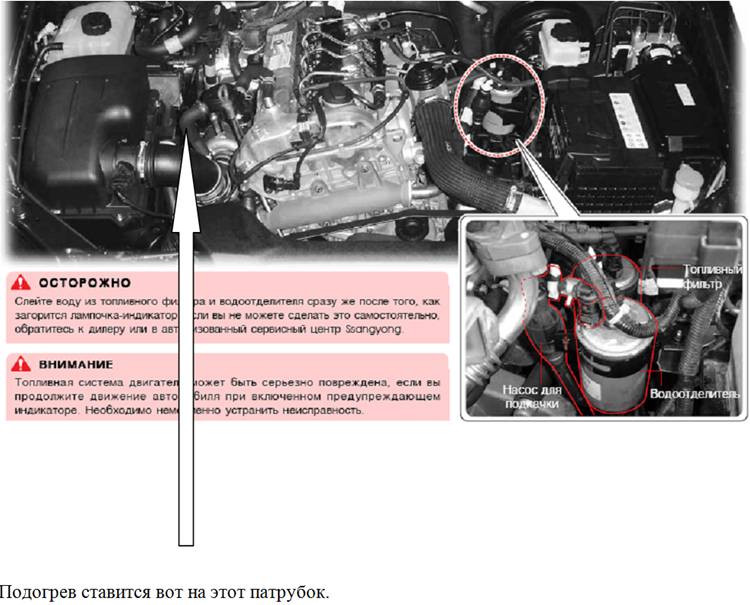 Топливный
фильтр
Насос для
подкачки
Водоотделитель
ОСТОРОЖНО
Слейте воду из топливного фильтра и водоотделителя сразу же после того, как
загорится лампочка-индикатор. Если вы не можете сделать это самостоятельно,
обратитесь к дилеру или в авторизованный сервисный центр Ssangyong.
ВНИМАНИЕ
Топливная система двигателя может быть серьезно повреждена, если вы
продолжите движение автомобиля при включенном предупреждающем
индикаторе. Необходимо немедленно устранить неисправность.
Подогрев ставится вот на этот патрубок.